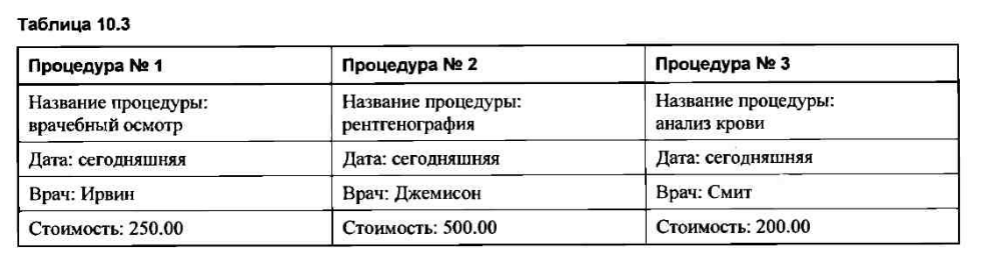 Таблица 10.3
Процедура № 1 Процедура № 2 Процедура № 3
Название процедуры: Название процедуры: Название процедуры:
врачебный осмотр рентгенография анализ крови
Дата: сегодняшняя Дата: сегодняшняя Дата: сегодняшняя
Врач: Ирвин Врач: Джемисон Врач: Смит
Стоимость: 250.00 Стоимость: 500.00 Стоимость: 200.00